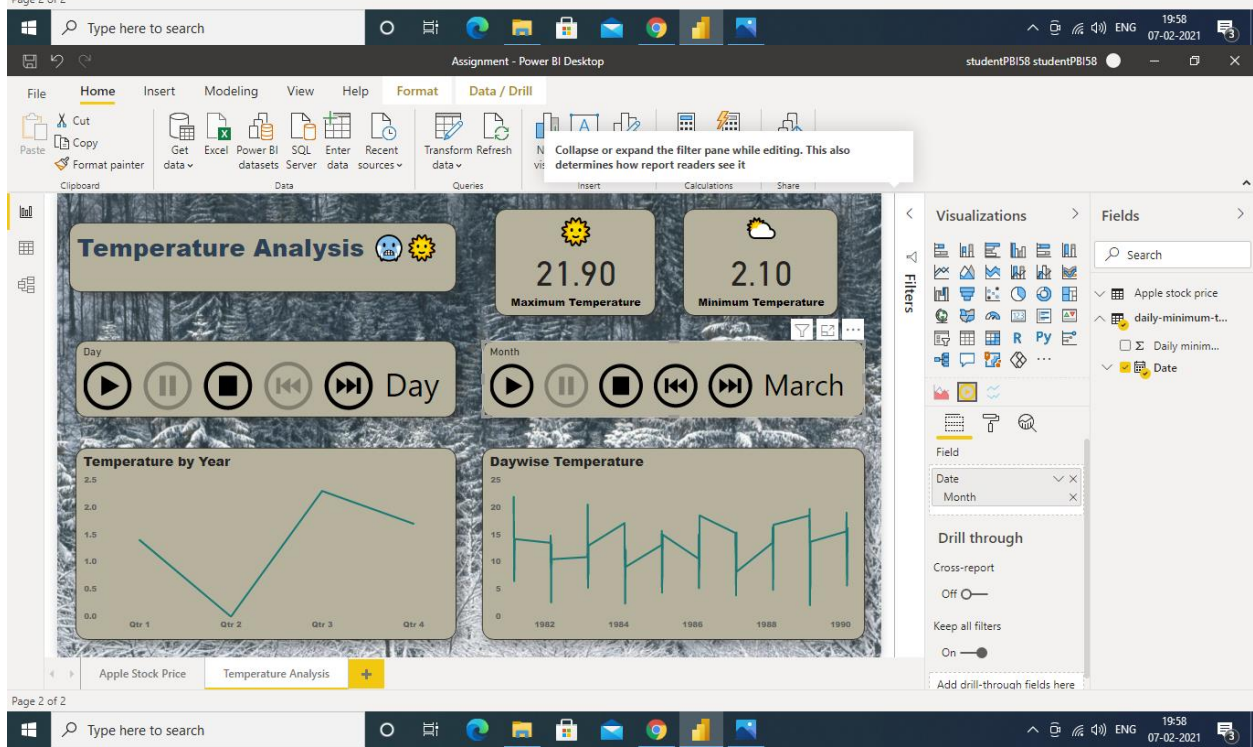 Page 2 of 2
Type here to search
ENG
19:58
07-02-2021
3
Assignment - Power BI Desktop
studentPBI58 studentPBI58
File Home Insert Modeling View Help Format Data / Drill
Paste
Cut
Copy
Format painter
Clipboard
Get data
Excel
Power BI datasets
SQL Server
Enter data
Recent sources
Data
Transform data
Refresh
Queries
Insert
Calculations
Share
Collapse or expand the filter pane while editing. This also
determines how report readers see it
Temperature Analysis
21.90
Maximum Temperature
2.10
Minimum Temperature
Day
Day
Month
March
Temperature by Year
2.5
2.0
1.5
1.0
0.5
0.0
Qtr 1 Qtr 2 Qtr 3 Qtr 4
Daywise Temperature
25
20
15
10
5
0
1982 1984 1986 1988 1990
Filters
Visualizations
R Py
123
Field
Date
Month
Drill through
Cross-report
Off
Keep all filters
On
Add drill-through fields here
Fields
Search
Apple stock price
daily-minimum-t...
Σ Daily minim...
Date
Apple Stock Price
Temperature Analysis
+
Page 2 of 2
Type here to search
ENG
19:58
07-02-2021
3